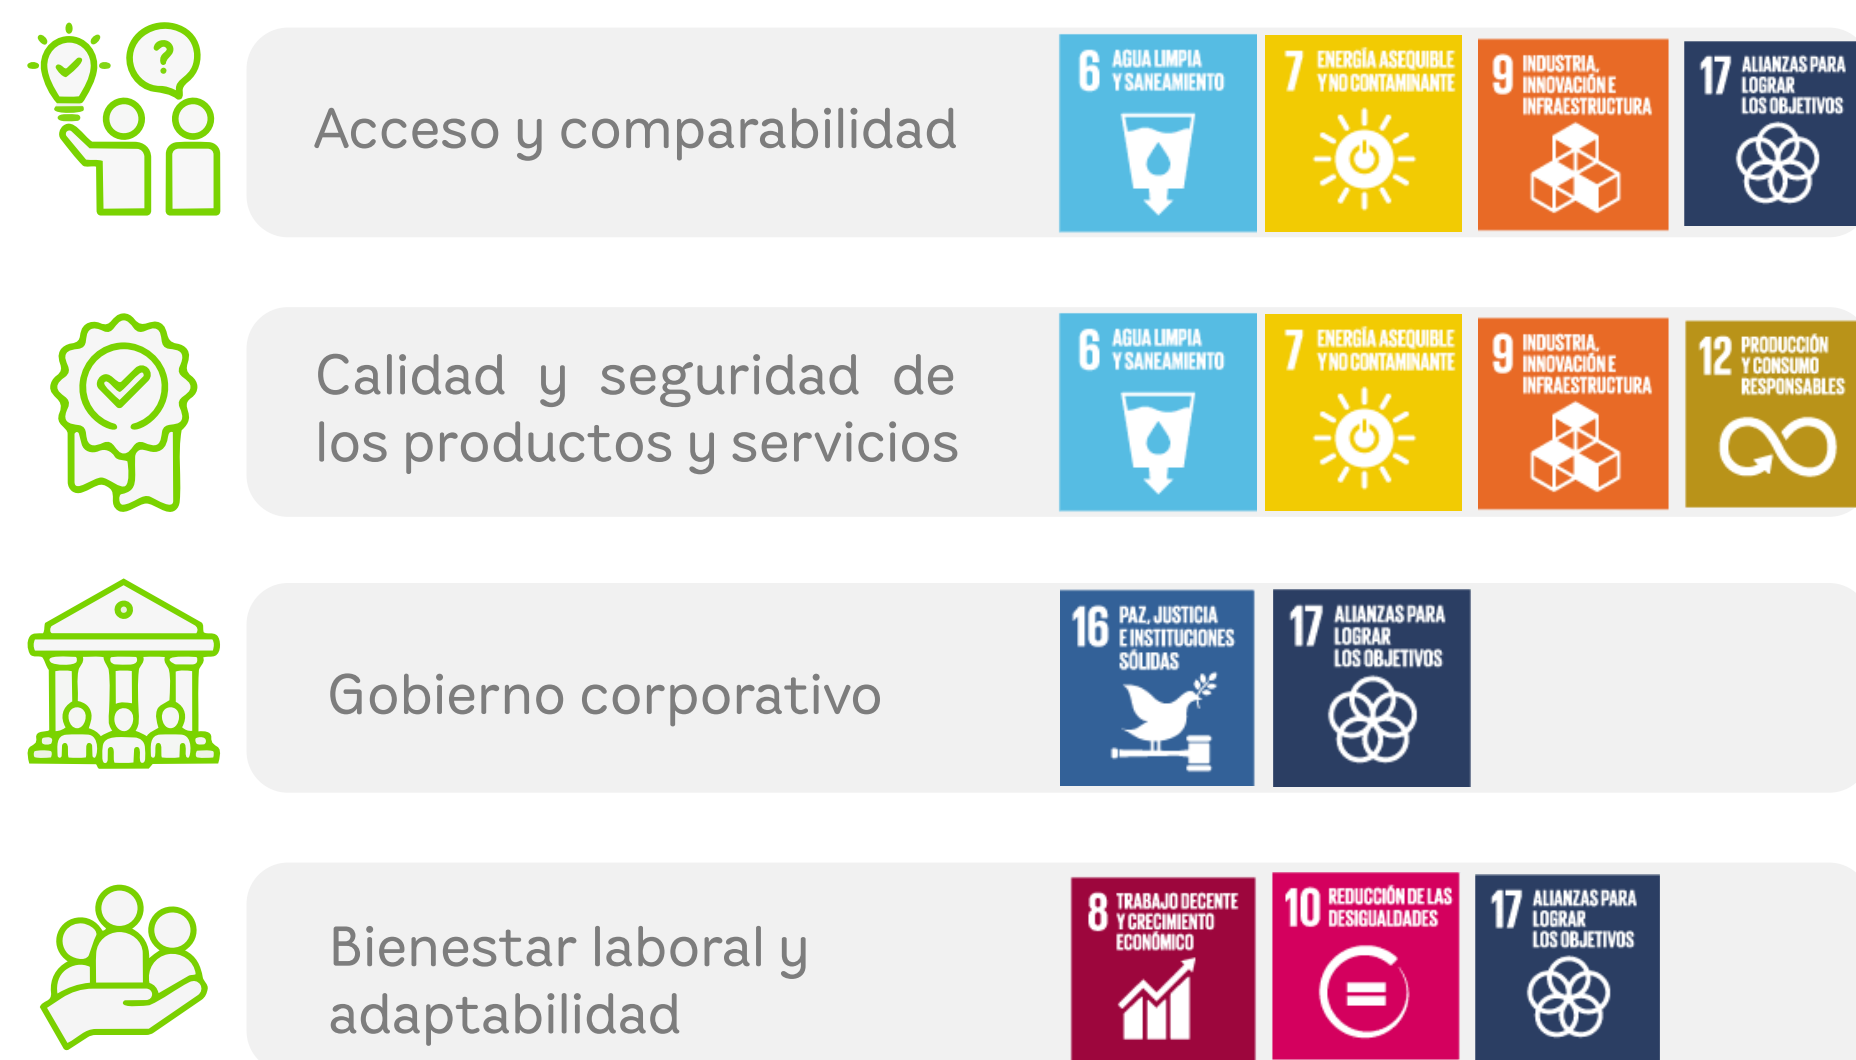 ?
Acceso y comparabilidad
6 AGUA LIMPIA
Y SANEAMIENTO
7 ENERGÍA ASEQUIBLE
Y NO CONTAMINANTE
9 INDUSTRIA,
INNOVACIÓN E
INFRAESTRUCTURA
17 ALIANZAS PARA
LOGRAR
LOS OBJETIVOS
Calidad y seguridad de
los productos y servicios
6 AGUA LIMPIA
Y SANEAMIENTO
7 ENERGÍA ASEQUIBLE
Y NO CONTAMINANTE
9 INDUSTRIA,
INNOVACIÓN E
INFRAESTRUCTURA
12 PRODUCCIÓN
Y CONSUMO
RESPONSABLES
Gobierno corporativo
16 PAZ, JUSTICIA
E INSTITUCIONES
SÓLIDAS
17 ALIANZAS PARA
LOGRAR
LOS OBJETIVOS
Bienestar laboral y
adaptabilidad
8 TRABAJO DECENTE
Y CRECIMIENTO
ECONÓMICO
10 REDUCCIÓN DE LAS
DESIGUALDADES
17 ALIANZAS PARA
LOGRAR
LOS OBJETIVOS